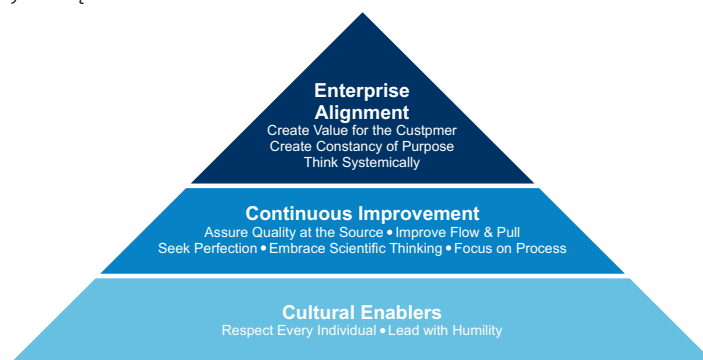 Enterprise
Alignment
Create Value for the Custpmer
Create Constancy of Purpose
Think Systemically
Continuous Improvement
Assure Quality at the Source • Improve Flow & Pull
Seek Perfection • Embrace Scientific Thinking • Focus on Process
Cultural Enablers
Respect Every Individual • Lead with Humility